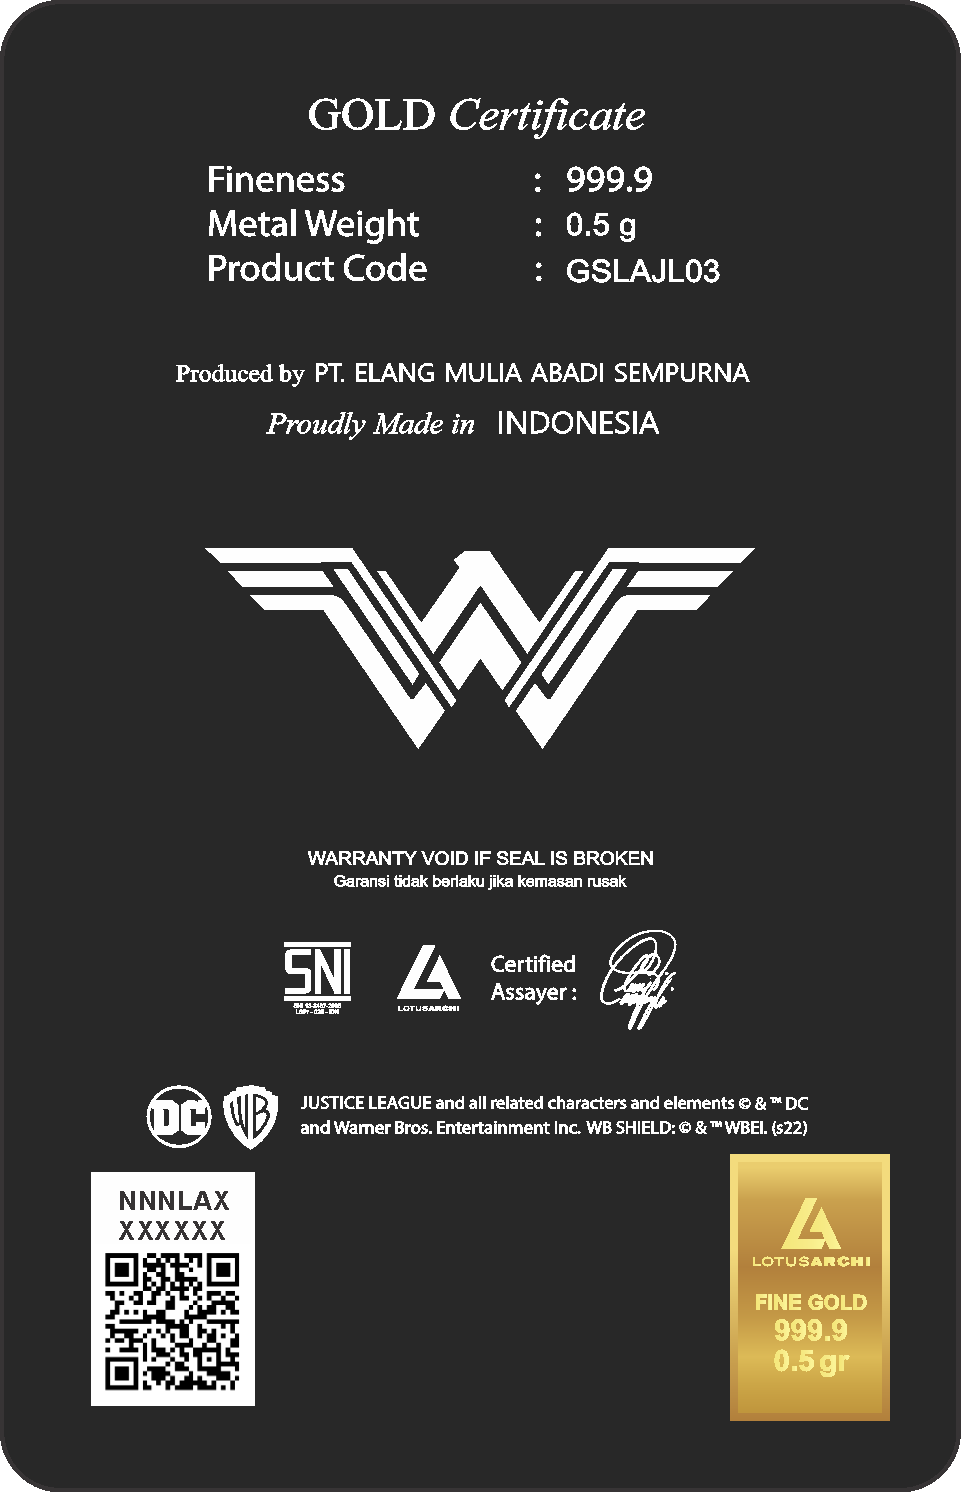 GOLD Certificate
Fineness : 999.9
Metal Weight : 0.5 g
Product Code : GSLAJL03
Produced by PT. ELANG MULIA ABADI SEMPURNA
Proudly Made in INDONESIA
WARRANTY VOID IF SEAL IS BROKEN
Garansi tidak berlaku jika kemasan rusak
SNI
LOTUSARCHI
Certified
Assayer :
DC
WB
JUSTICE LEAGUE and all related characters and elements © & ™ DC
and Warner Bros. Entertainment Inc. WB SHIELD: © & ™ WBEI. (s22)
NNNLAX
XXXXXX
LOTUSARCHI
FINE GOLD
999.9
0.5 gr